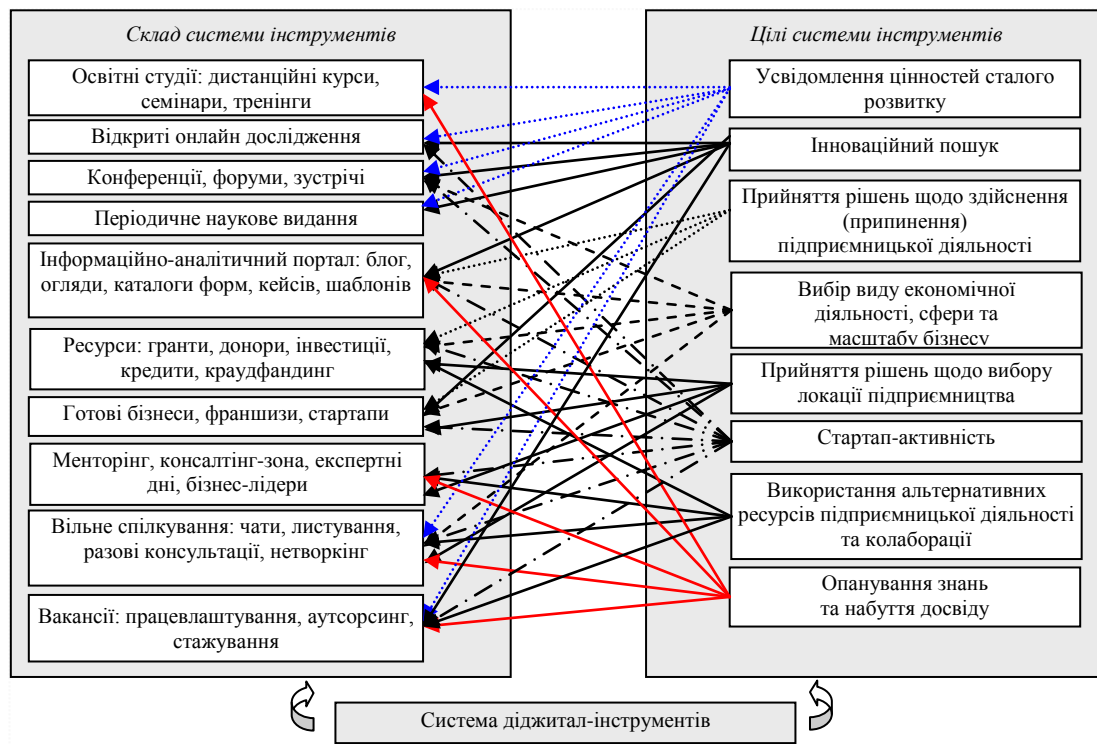 Склад системи інструментів
Освітні студії: дистанційні курси,
семінари, тренінги
Відкриті онлайн дослідження
Конференції, форуми, зустрічі
Періодичне наукове видання
Інформаційно-аналітичний портал: блог,
огляди, каталоги форм, кейсів, шаблонів
Ресурси: гранти, донори, інвестиції,
кредити, краудфандинг
Готові бізнеси, франшизи, стартапи
Менторінг, консалтінг-зона, експертні
дні, бізнес-лідери
Вільне спілкування: чати, листування,
разові консультації, нетворкінг
Вакансії: працевлаштування, аутсорсинг,
стажування
Цілі системи інструментів
Усвідомлення цінностей сталого
розвитку
Інноваційний пошук
Прийняття рішень щодо здійснення
(припинення)
підприємницької діяльності
Вибір виду економічної
діяльності, сфери та
масштабу бізнесу
Прийняття рішень щодо вибору
локації підприємництва
Стартап-активність
Використання альтернативних
ресурсів підприємницької діяльності
та колаборації
Опанування знань
та набуття досвіду
Система діджитал-інструментів